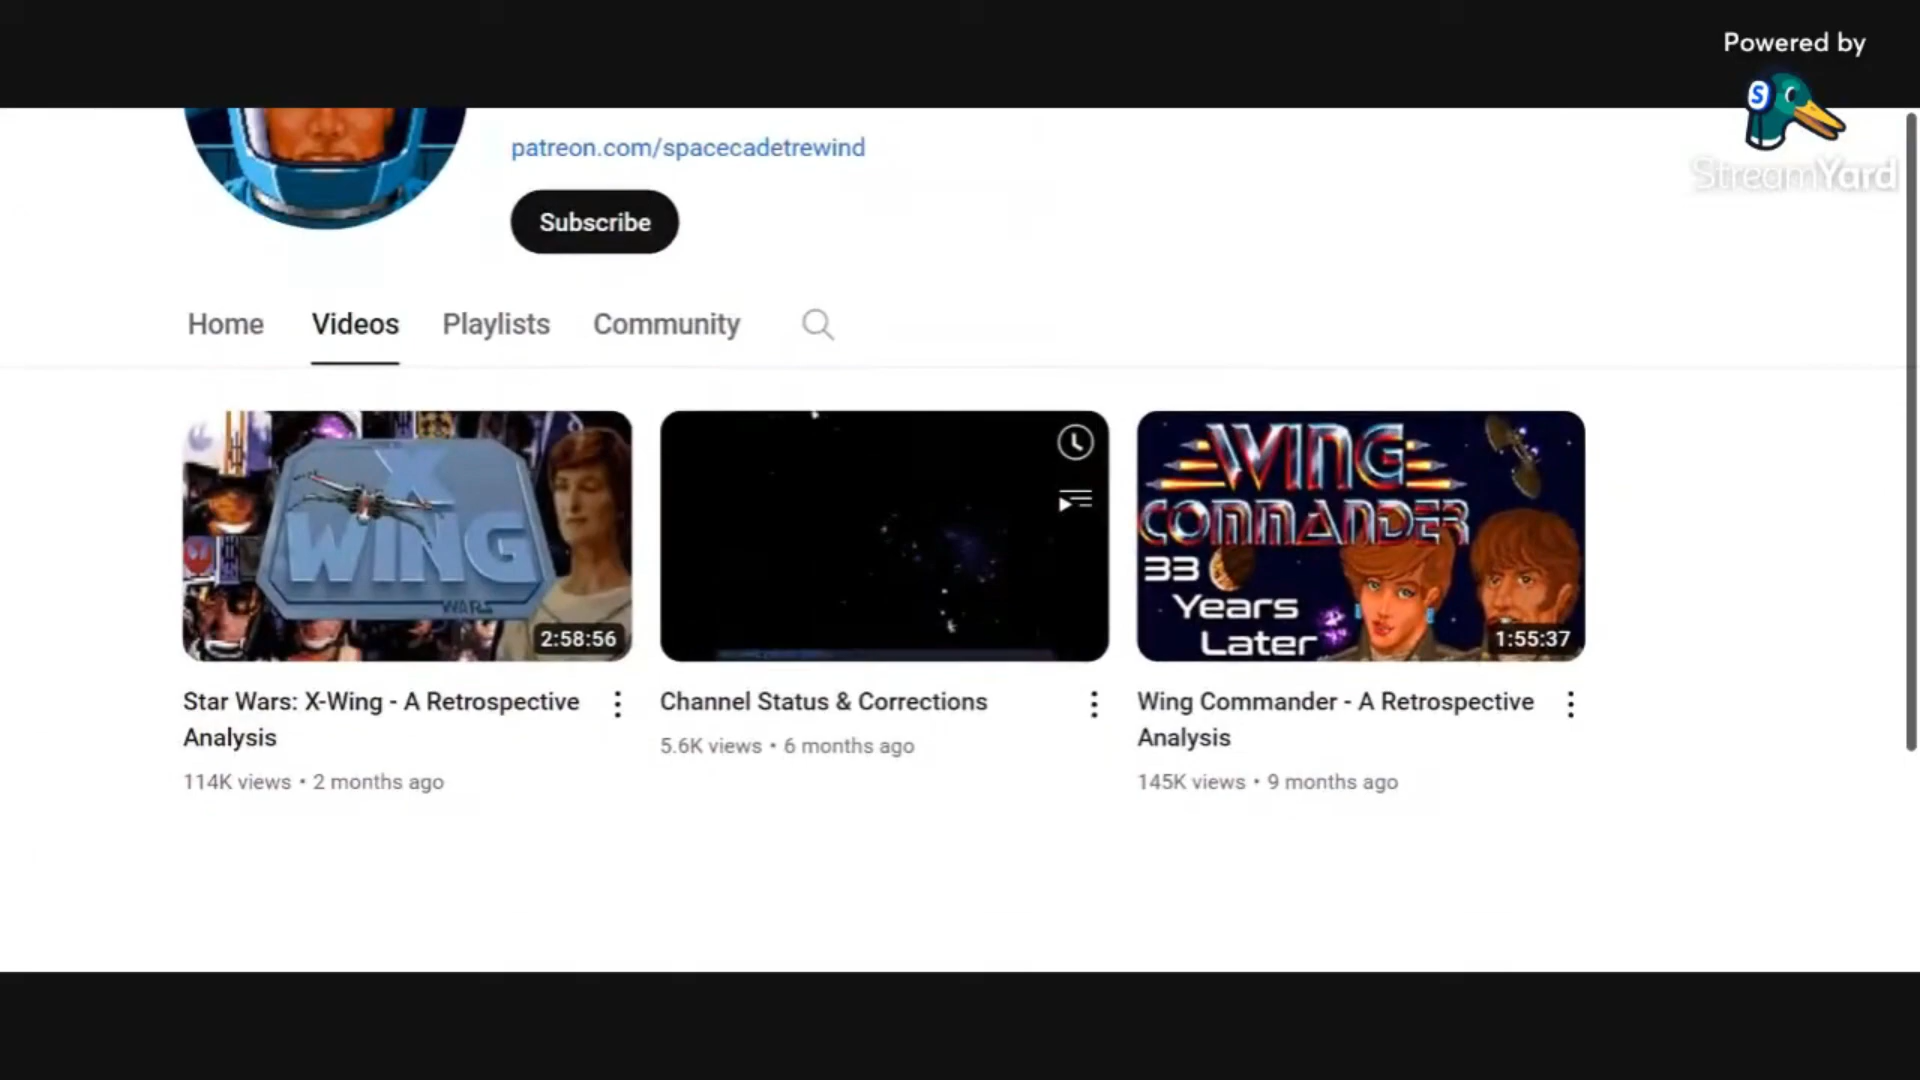 Powered by
S
StreamYard
patreon.com/spacecadetrewind
Subscribe
Home Videos Playlists Community
X
WING
WARS
2:58:56
WING
COMMANDER
33
Years
Later
1:55:37
Star Wars: X-Wing - A Retrospective
Analysis
114K views • 2 months ago
Channel Status & Corrections
5.6K views • 6 months ago
Wing Commander - A Retrospective
Analysis
145K views • 9 months ago